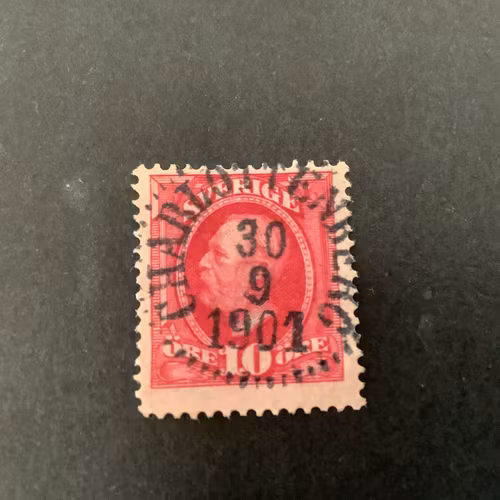 SVERIGE
CHARLOTTENBERG
30
9
1901
ÖRE 10 ÖRE